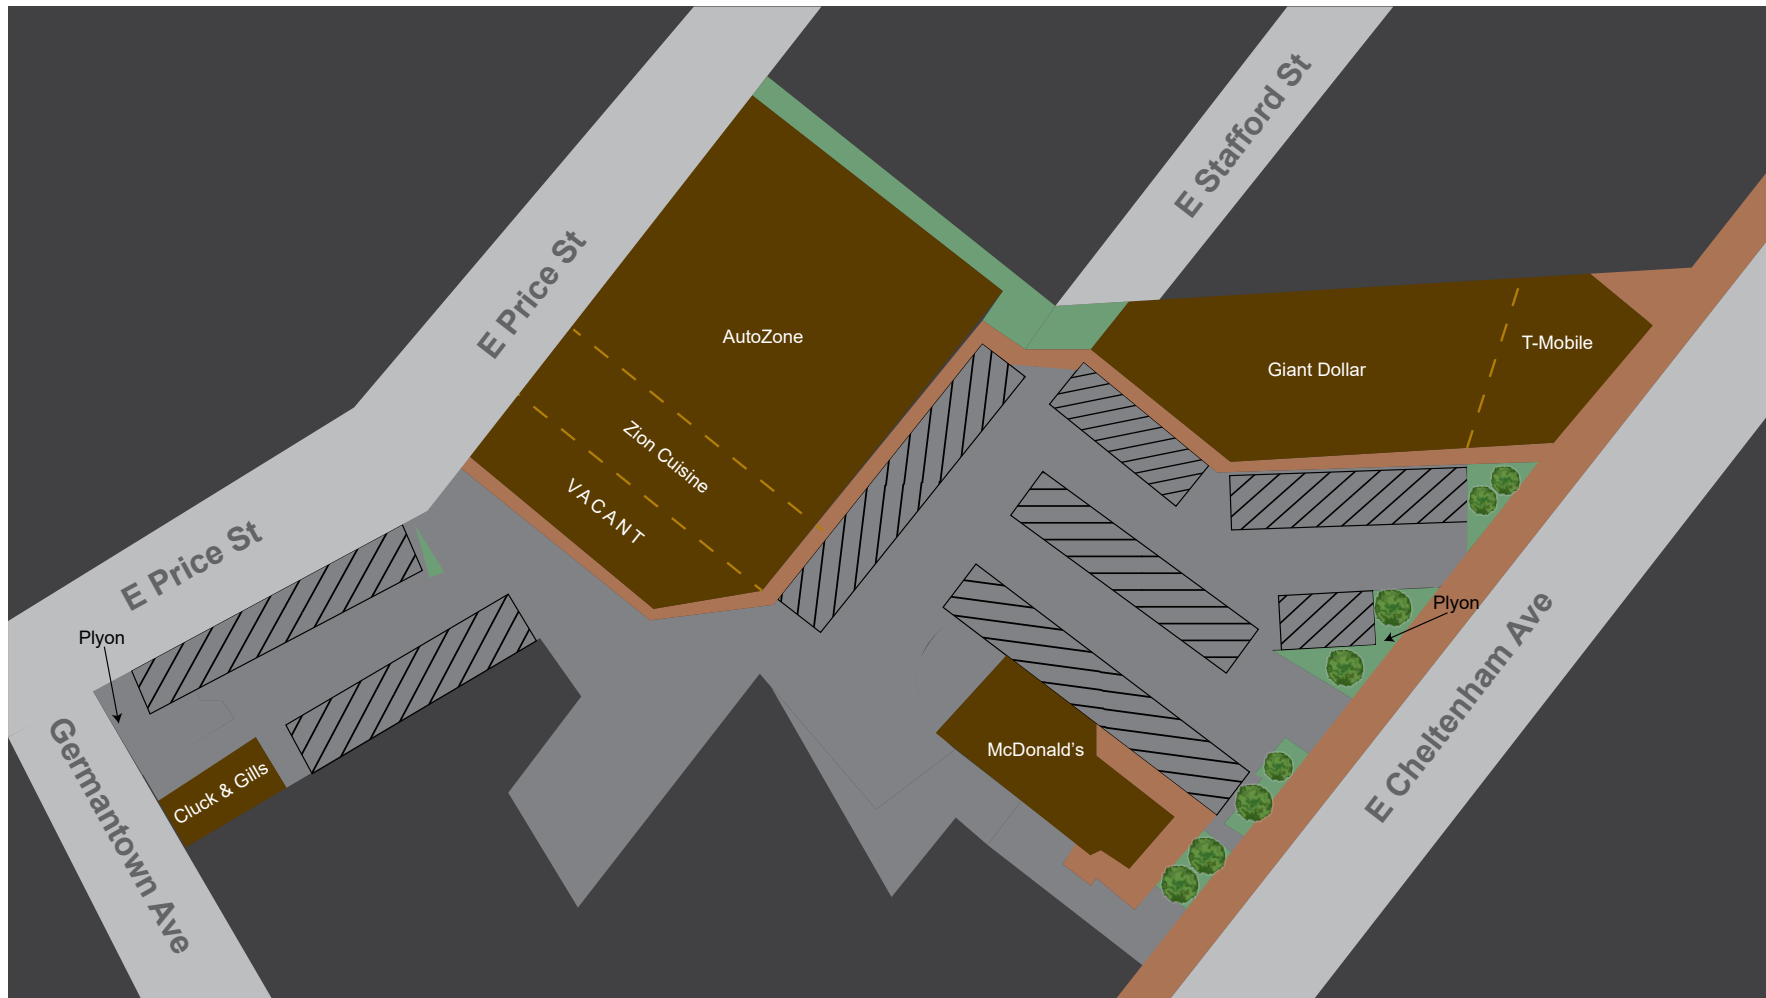 E Stafford St
E Price St
AutoZone
T-Mobile
Giant Dollar
Zion Cuisine
VACANT
E Price St
Plyon
Plyon
E Cheltenham Ave
McDonald's
Cluck & Gills
Germantown Ave